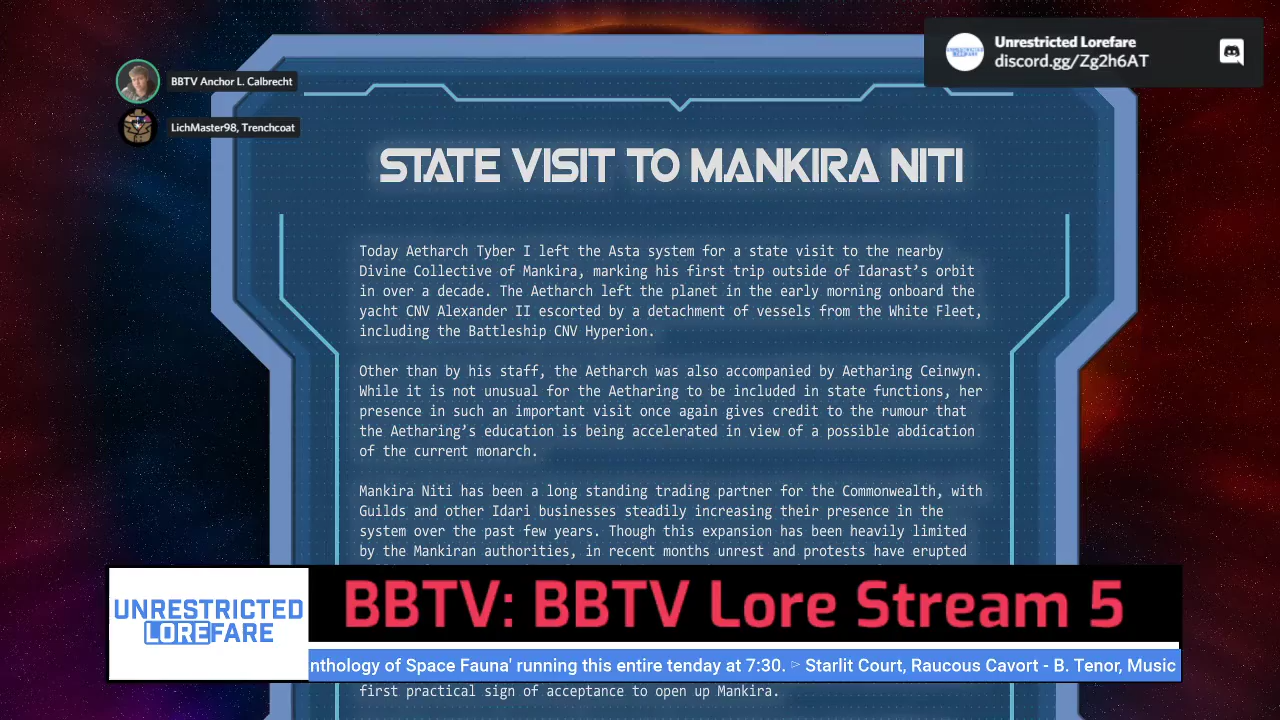 Unrestricted Lorefare
discord.gg/Zg2h6AT
BBTV Anchor L. Calbrecht
LichMaster98, Trenchcoat
STATE VISIT TO MANKIRA NITI
Today Aetharch Tyber I left the Asta system for a state visit to the nearby
Divine Collective of Mankira, marking his first trip outside of Idarast's orbit
in over a decade. The Aetharch left the planet in the early morning onboard the
yacht CNV Alexander II escorted by a detachment of vessels from the White Fleet,
including the Battleship CNV Hyperion.
Other than by his staff, the Aetharch was also accompanied by Aetharing Ceinwyn.
While it is not unusual for the Aetharing to be included in state functions, her
presence in such an important visit once again gives credit to the rumour that
the Aetharing's education is being accelerated in view of a possible abdication
of the current monarch.
Mankira Niti has been a long standing trading partner for the Commonwealth, with
Guilds and other Idari businesses steadily increasing their presence in the
system over the past few years. Though this expansion has been heavily limited
by the Mankiran authorities, in recent months unrest and protests have erupted
UNRESTRICTED
LOREFARE
BBTV: BBTV Lore Stream 5
nthology of Space Fauna' running this entire tenday at 7:30. ▷ Starlit Court, Raucous Cavort - B. Tenor, Music
first practical sign of acceptance to open up Mankira.